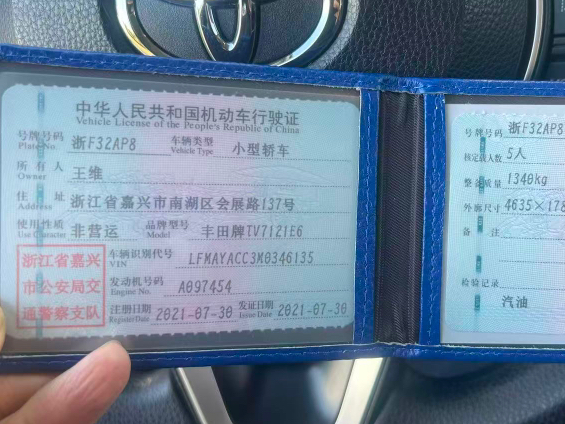 中华人民共和国机动车行驶证
Vehicle License of the People's Republic of China
号牌号码 浙F32AP8 车辆类型 小型轿车
Plate No. Vehicle Type
所有人 王维
Owner
住址 浙江省嘉兴市南湖区会展路137号
Address
使用性质 非营运 品牌型号 丰田牌TV7121E6
Use Character Model
浙江省嘉兴
市公安局交
通警察支队
车辆识别代号 LFMAYACC3M0346135
VIN
发动机号码 A097454
Engine No.
注册日期 2021-07-30 发证日期 2021-07-30
Register Date Issue Date
号牌号码 浙F32AP8
核定载人数 5人
整备质量 1340kg
外廓尺寸 4635×178
备注
检验记录
汽油